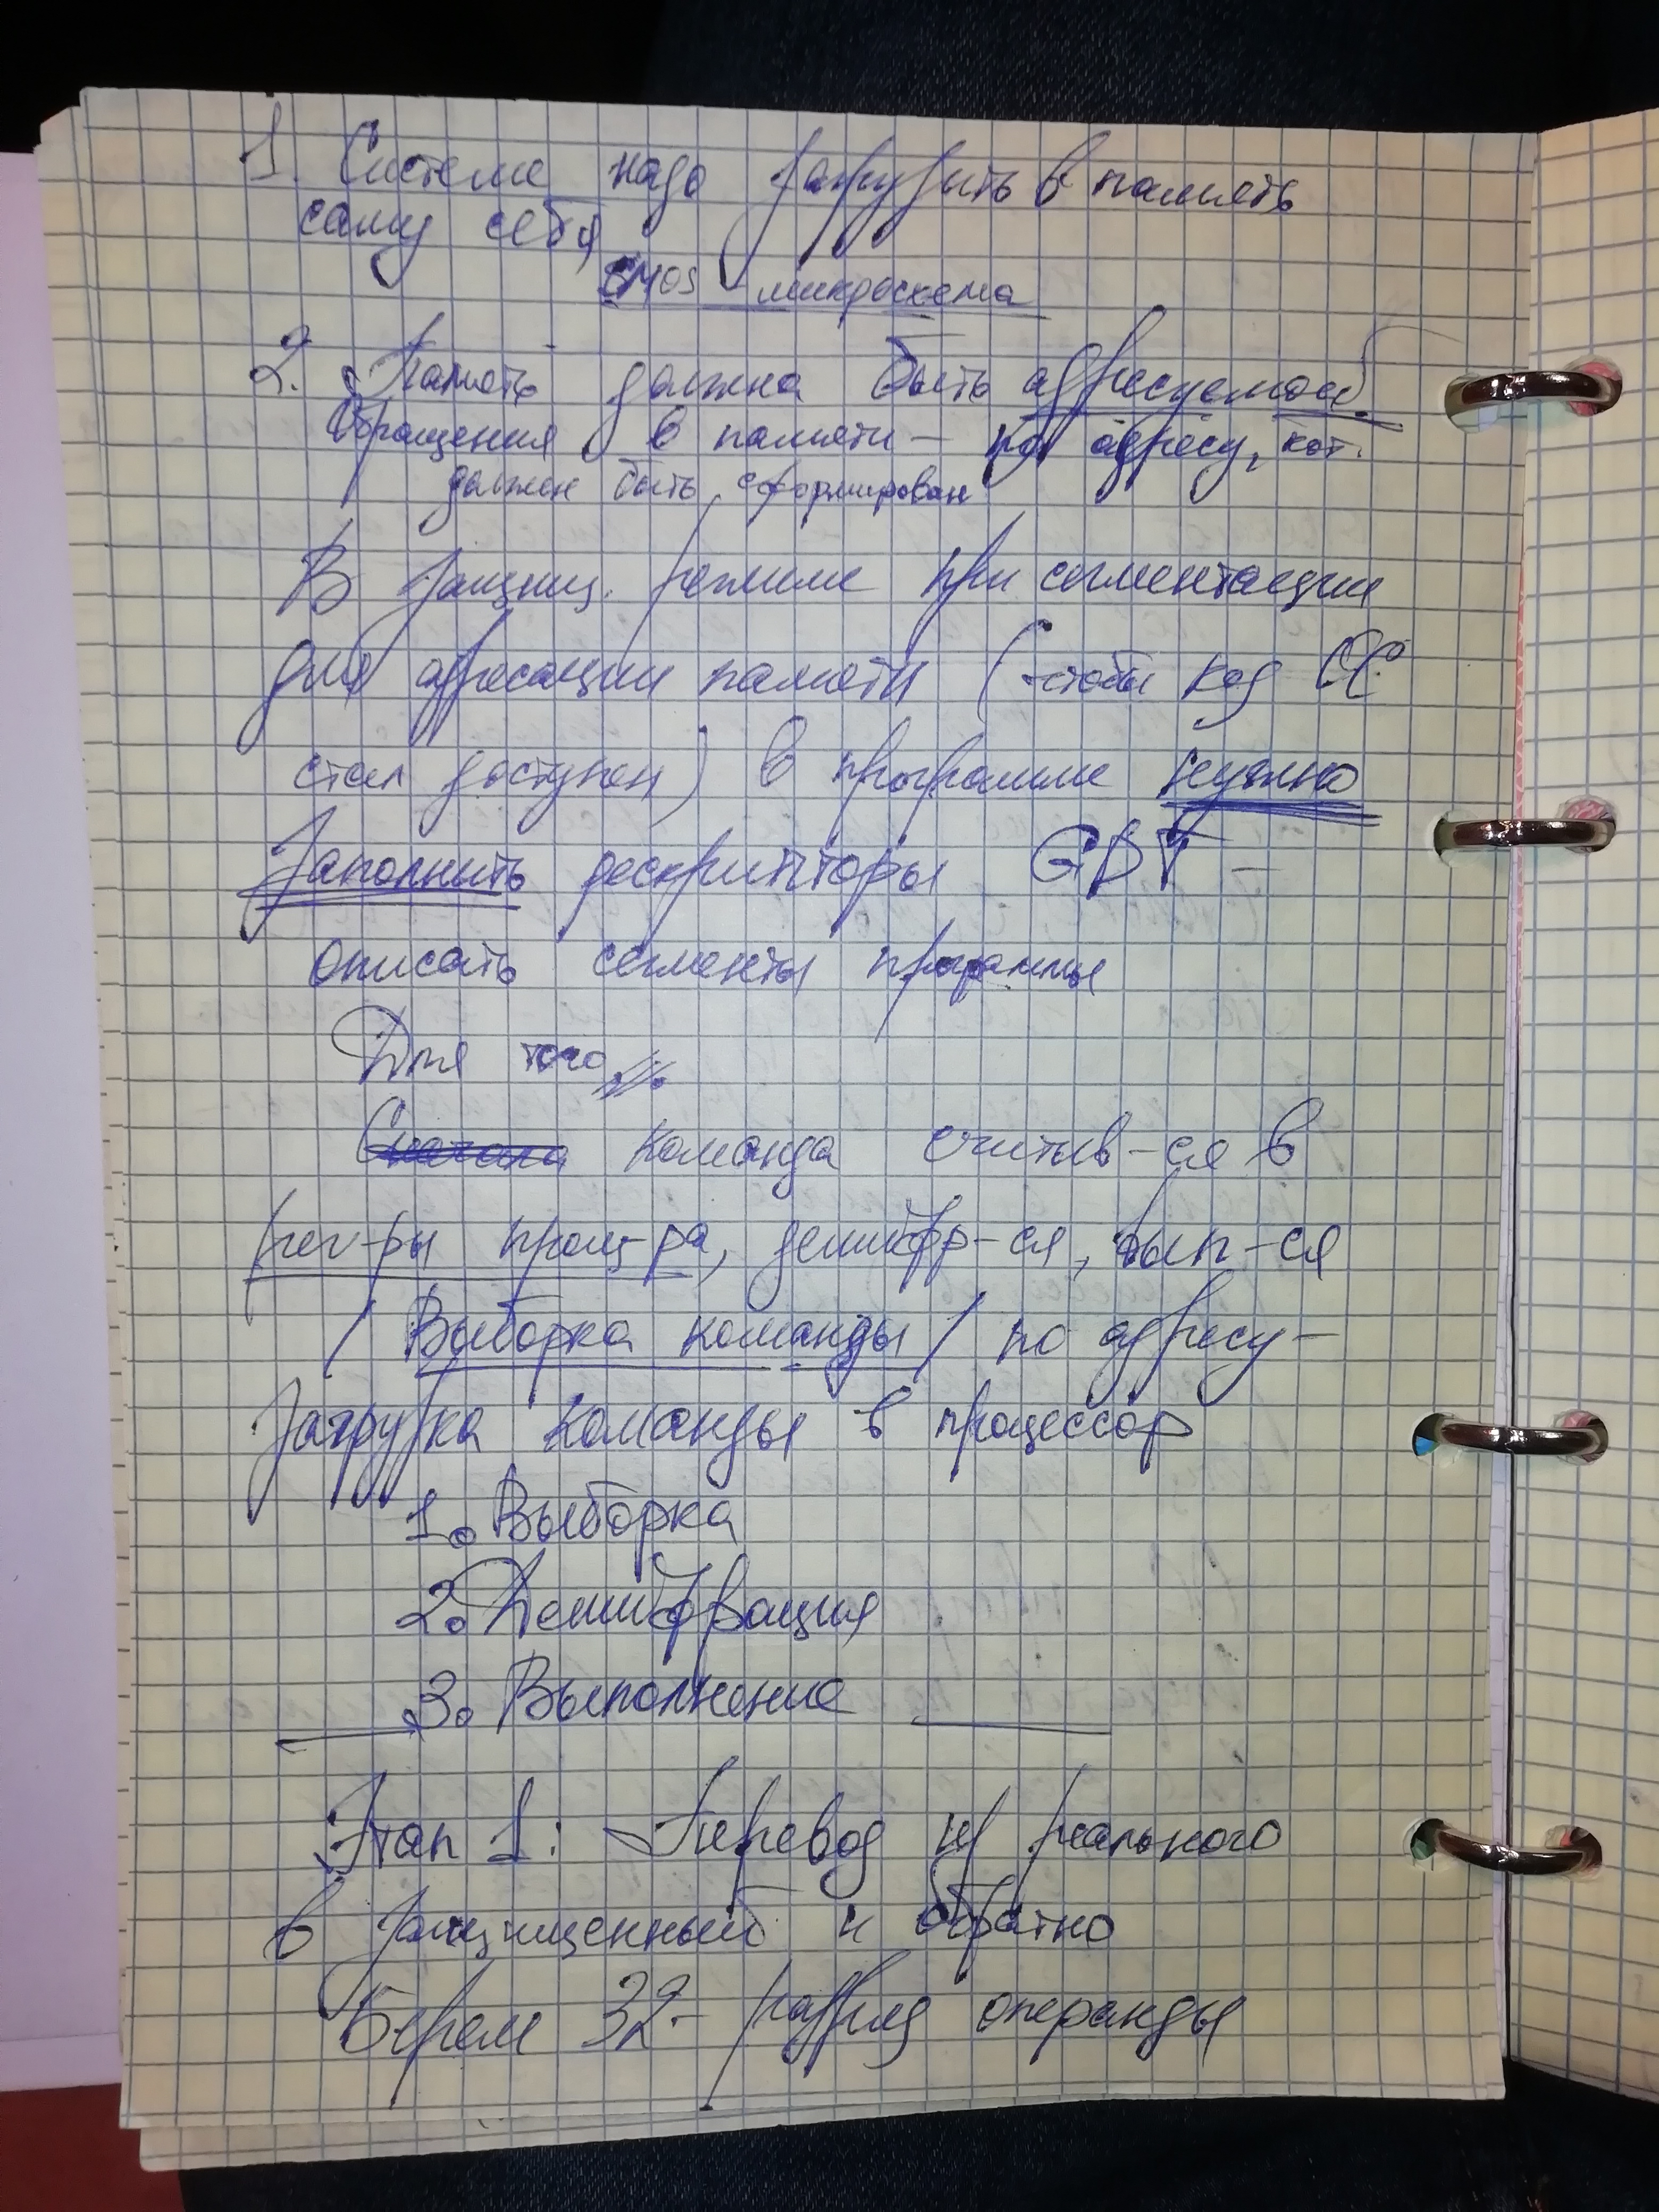 1. Системе надо загрузить в память
саму себя
CMOS микросхема
2. Память должна быть адресуемой.
Обращения в памяти — по адресу, кот.
должен быть сформирован
В защищ. режиме при сегментации
для адресации памяти (чтобы код ОС
стал доступен) в программе нужно
заполнить дескрипторы GDT —
описать сегменты программы
Для того
Сначала команда считыв-ся в
рег-ры проц-ра, дешифр-ся, вып-ся
/ Выборка команды / по адресу —
загрузка команды в процессор
1. Выборка
2. Дешифрвация
3. Выполнение
Этап 1: Перевод из реального
в защищенный и обратно
Берем 32-разряд операнды